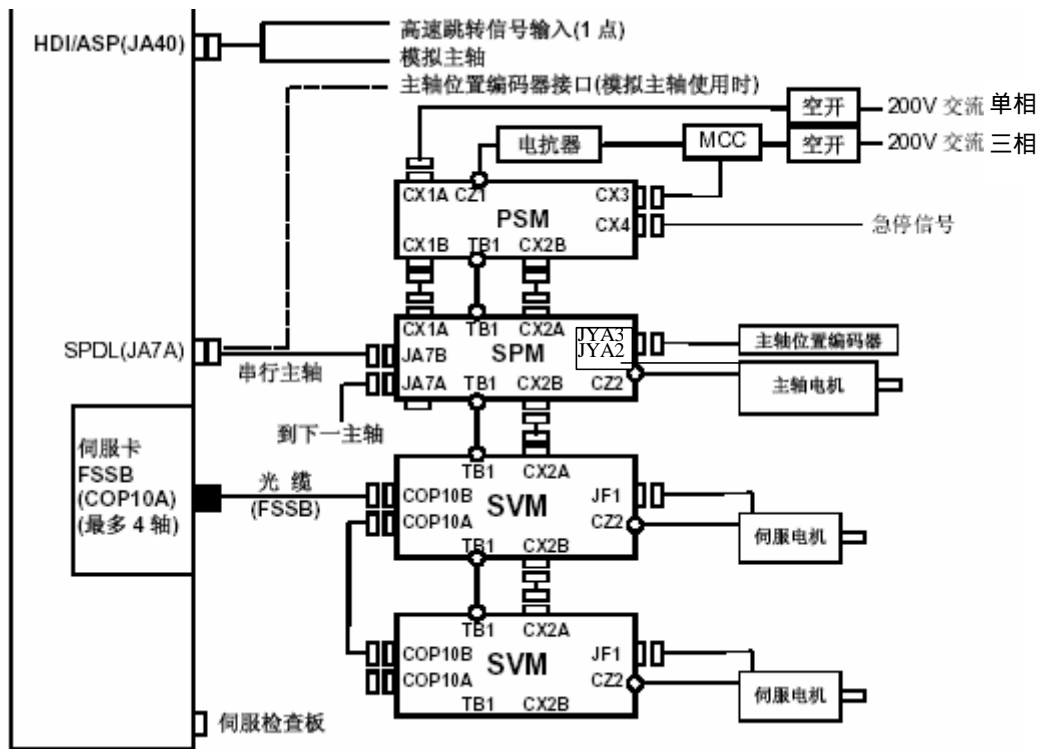 HDI/ASP(JA40)
高速跳转信号输入(1 点)
模拟主轴
主轴位置编码器接口(模拟主轴使用时)
空开
200V 交流 单相
电抗器
MCC
空开
200V 交流 三相
CX1A CZ1
CX3
PSM
CX4
急停信号
CX1B TB1 CX2B
SPDL(JA7A)
串行主轴
CX1A TB1 CX2A
JYA3
JYA2
JA7B
SPM
JA7A TB1 CX2B
CZ2
主轴位置编码器
主轴电机
到下一主轴
伺服卡
FSSB
(COP10A)
(最多 4 轴)
光 缆
(FSSB)
TB1 CX2A
COP10B
SVM
JF1
COP10A
CZ2
TB1 CX2B
伺服电机
TB1 CX2A
COP10B
SVM
JF1
COP10A
CZ2
TB1 CX2B
伺服电机
伺服检查板